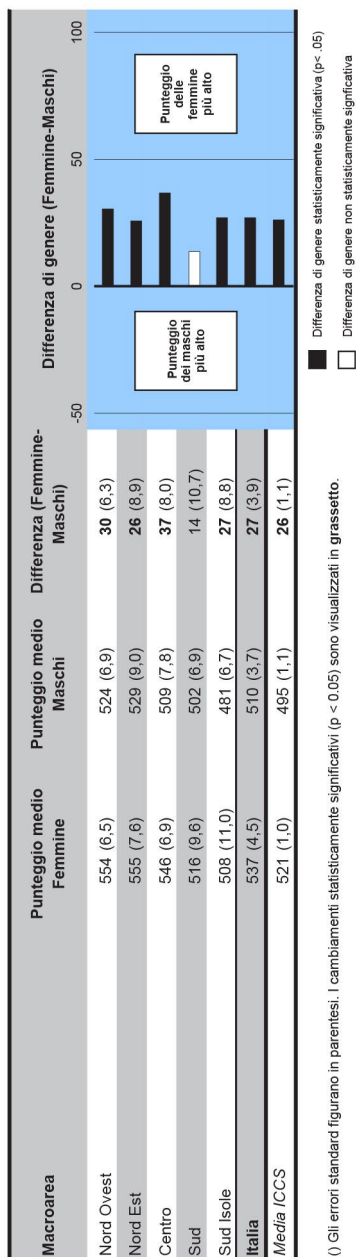 Macroarea Punteggio medio Femmine Punteggio medio Maschi Differenza (Femmine-Maschi) Differenza di genere (Femmine-Maschi)
Nord Ovest 554 (6,5) 524 (6,9) 30 (6,3)
Nord Est 555 (7,6) 529 (9,0) 26 (8,9)
Centro 546 (6,9) 509 (7,8) 37 (8,0)
Sud 516 (9,6) 502 (6,9) 14 (10,7)
Sud Isole 508 (11,0) 481 (6,7) 27 (8,8)
Italia 537 (4,5) 510 (3,7) 27 (3,9)
Media ICCS 521 (1,0) 495 (1,1) 26 (1,1)
-50 0 50 100
Punteggio
dei maschi
più alto
Punteggio
delle
femmine
più alto
Differenza di genere statisticamente significativa (p< .05)
Differenza di genere non statisticamente signficativa
() Gli errori standard figurano in parentesi. I cambiamenti statisticamente significativi (p < 0.05) sono visualizzati in grassetto.